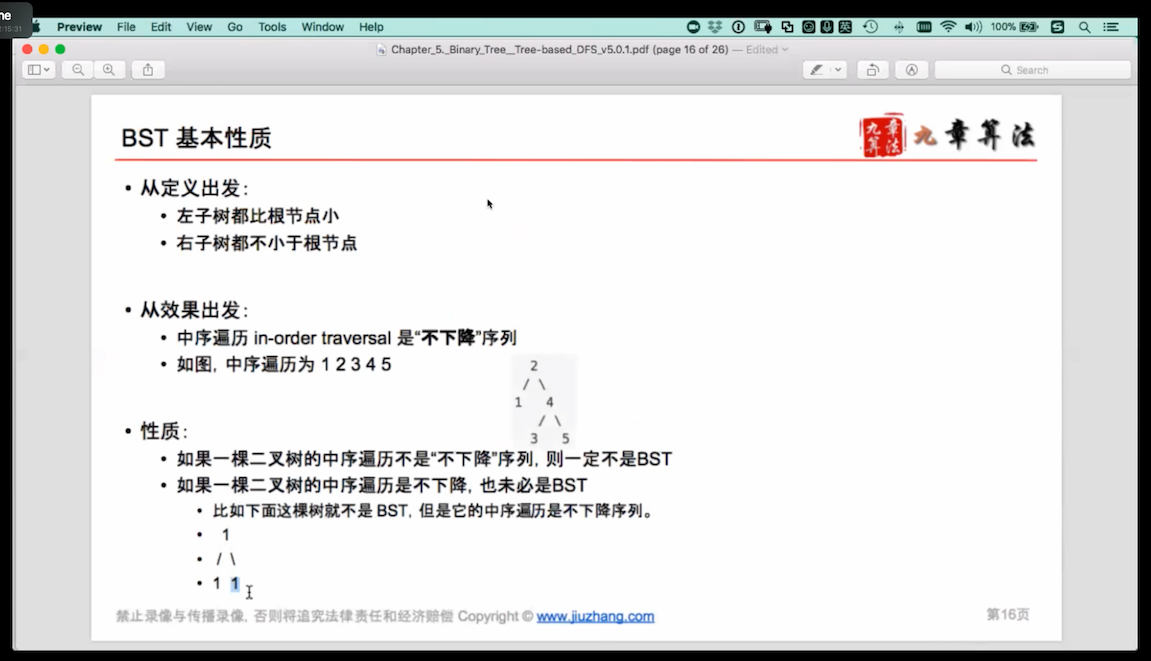 ne
:15:31
Preview File Edit View Go Tools Window Help 英 100%
Chapter_5._Binary_Tree__Tree-based_DFS_v5.0.1.pdf (page 16 of 26) — Edited
Search
BST 基本性质
九章算法
九章算法
• 从定义出发:
• 左子树都比根节点小
• 右子树都不小于根节点
• 从效果出发:
• 中序遍历 in-order traversal 是“不下降”序列
• 如图, 中序遍历为 1 2 3 4 5
2
/ \
1 4
/ \
3 5
• 性质:
• 如果一棵二叉树的中序遍历不是“不下降”序列, 则一定不是BST
• 如果一棵二叉树的中序遍历是不下降, 也未必是BST
• 比如下面这棵树就不是 BST, 但是它的中序遍历是不下降序列。
• 1
• / \
• 1 1
禁止录像与传播录像, 否则将追究法律责任和经济赔偿 Copyright © www.jiuzhang.com
第16页